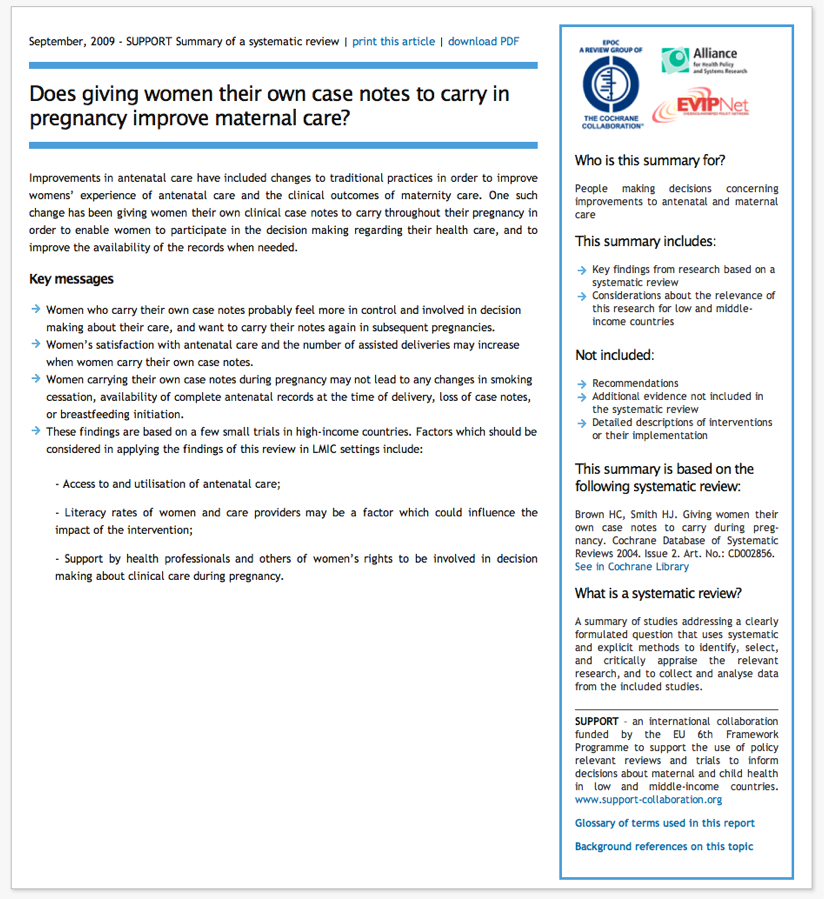 September, 2009 - SUPPORT Summary of a systematic review | print this article | download PDF
Does giving women their own case notes to carry in
pregnancy improve maternal care?
Improvements in antenatal care have included changes to traditional practices in order to improve
womens' experience of antenatal care and the clinical outcomes of maternity care. One such
change has been giving women their own clinical case notes to carry throughout their pregnancy in
order to enable women to participate in the decision making regarding their health care, and to
improve the availability of the records when needed.
Key messages
→ Women who carry their own case notes probably feel more in control and involved in decision
making about their care, and want to carry their notes again in subsequent pregnancies.
→ Women's satisfaction with antenatal care and the number of assisted deliveries may increase
when women carry their own case notes.
→ Women carrying their own case notes during pregnancy may not lead to any changes in smoking
cessation, availability of complete antenatal records at the time of delivery, loss of case notes,
or breastfeeding initiation.
→ These findings are based on a few small trials in high-income countries. Factors which should be
considered in applying the findings of this review in LMIC settings include:
- Access to and utilisation of antenatal care;
- Literacy rates of women and care providers may be a factor which could influence the
impact of the intervention;
- Support by health professionals and others of women's rights to be involved in decision
making about clinical care during pregnancy.
EPOC
A REVIEW GROUP OF
THE COCHRANE
COLLABORATION®
Alliance
for Health Policy
and Systems Research
EVIPNet
Who is this summary for?
People making decisions concerning
improvements to antenatal and maternal
care
This summary includes:
→ Key findings from research based on a
systematic review
→ Considerations about the relevance of
this research for low and middle-
income countries
Not included:
→ Recommendations
→ Additional evidence not included in
the systematic review
→ Detailed descriptions of interventions
or their implementation
This summary is based on the
following systematic review:
Brown HC, Smith HJ. Giving women their
own case notes to carry during preg-
nancy. Cochrane Database of Systematic
Reviews 2004. Issue 2. Art. No.: CD002856.
See in Cochrane Library
What is a systematic review?
A summary of studies addressing a clearly
formulated question that uses systematic
and explicit methods to identify, select,
and critically appraise the relevant
research, and to collect and analyse data
from the included studies.
SUPPORT - an international collaboration
funded by the EU 6th Framework
Programme to support the use of policy
relevant reviews and trials to inform
decisions about maternal and child health
in low and middle-income countries.
www.support-collaboration.org
Glossary of terms used in this report
Background references on this topic